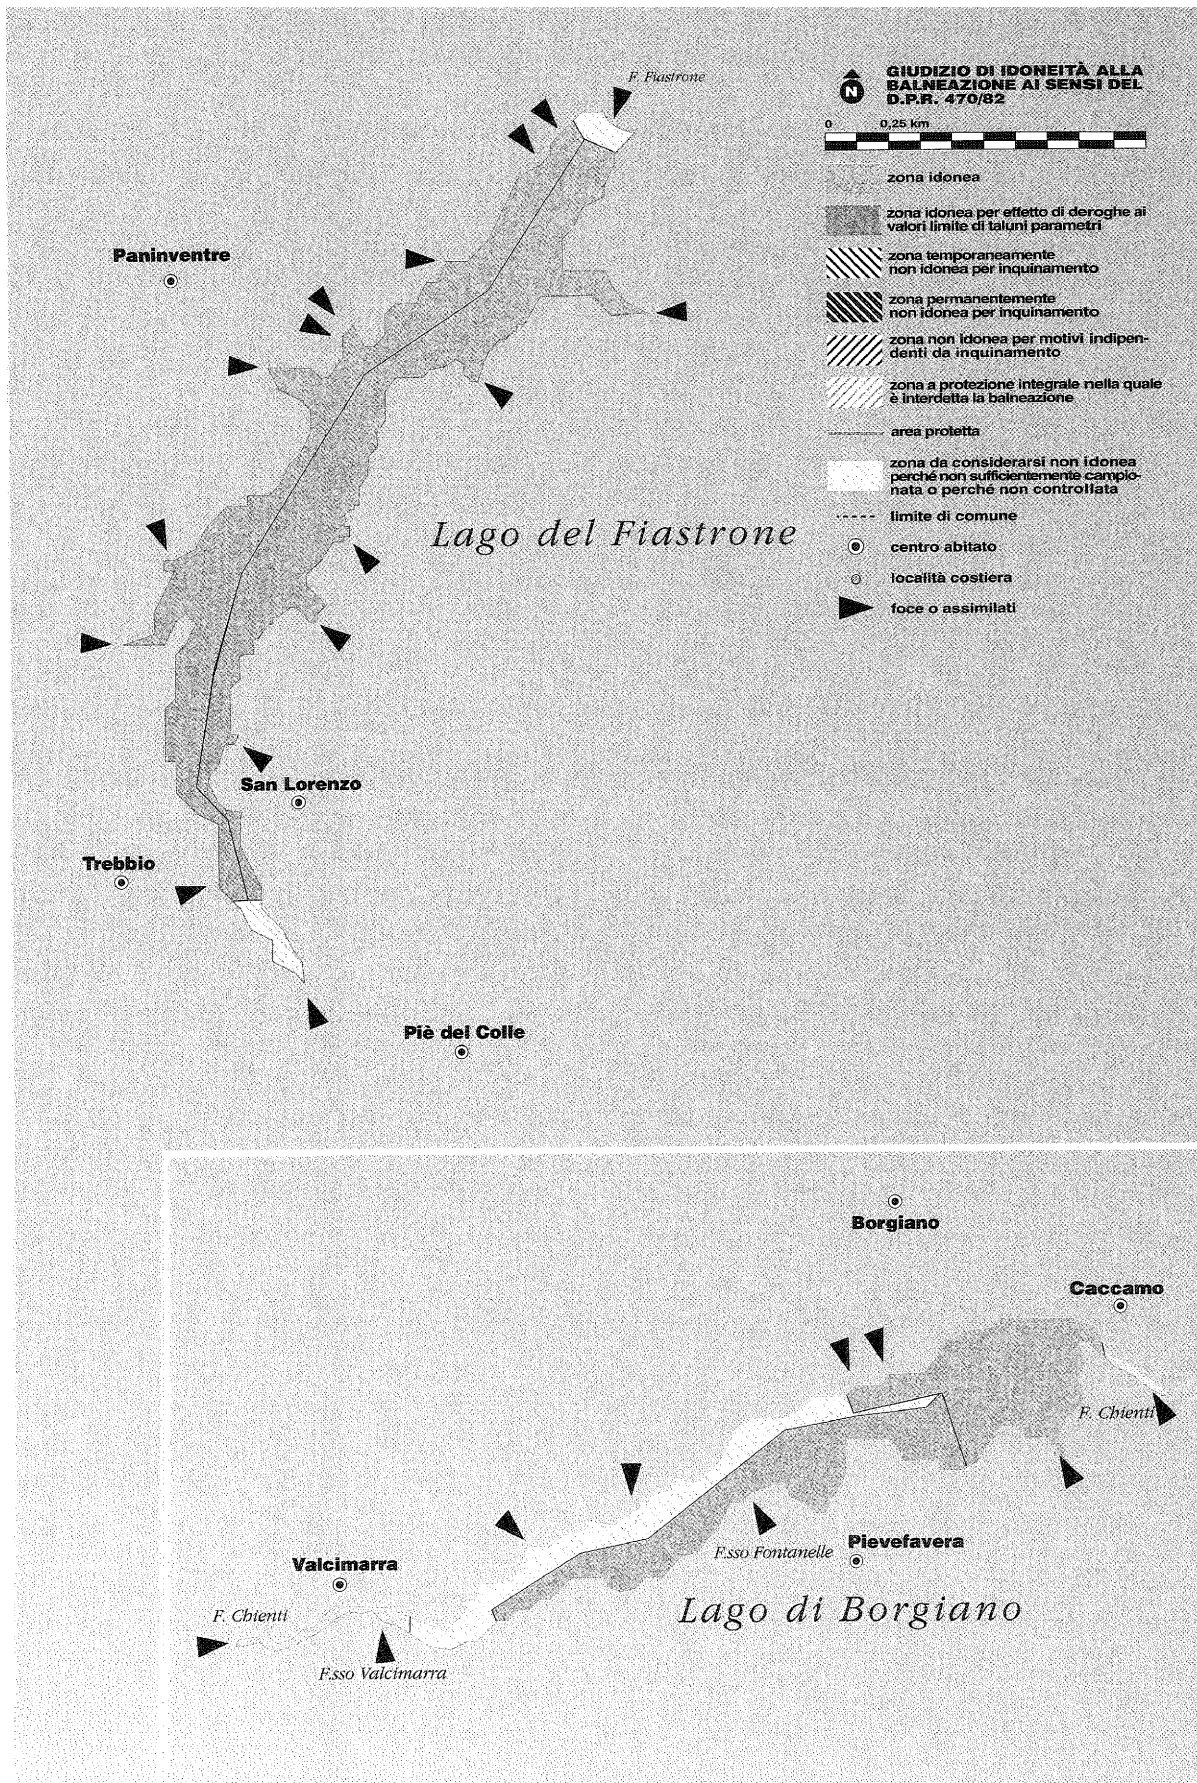 F. Fiastrone
N
GIUDIZIO DI IDONEITÀ ALLA
BALNEAZIONE AI SENSI DEL
D.P.R. 470/82
0 0,25 km
zona idonea
zona idonea per effetto di deroghe ai
valori limite di taluni parametri
zona temporaneamente
non idonea per inquinamento
zona permanentemente
non idonea per inquinamento
zona non idonea per motivi indipen-
denti da inquinamento
zona a protezione integrale nella quale
è interdetta la balneazione
area protetta
zona da considerarsi non idonea
perché non sufficientemente campio-
nata o perché non controllata
limite di comune
centro abitato
località costiera
foce o assimilati
Paninventre
Lago del Fiastrone
San Lorenzo
Trebbio
Piè del Colle
Borgiano
Caccamo
F. Chienti
F.sso Fontanelle
Pievefavera
Valcimarra
Lago di Borgiano
F. Chienti
F.sso Valcimarra